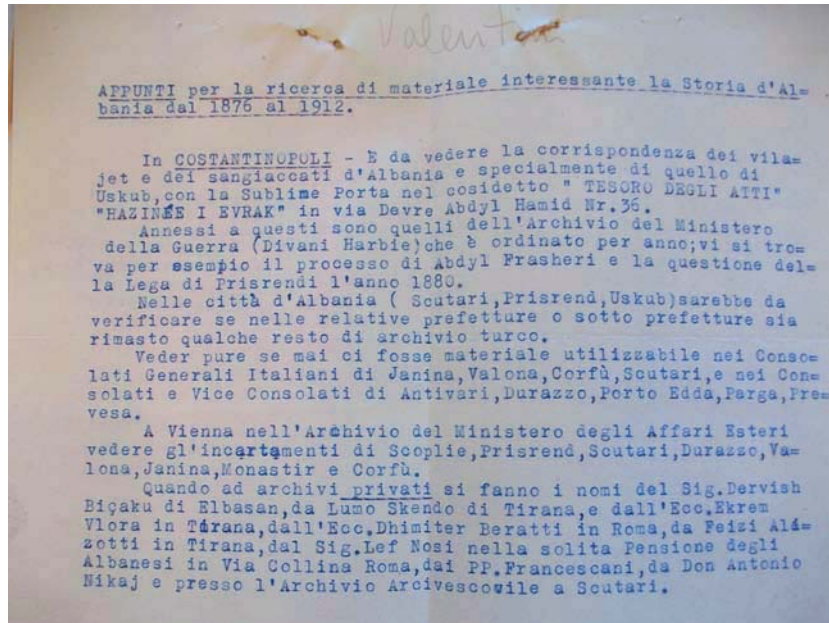 Valentini
APPUNTI per la ricerca di materiale interessante la Storia d'Al=
bania dal 1876 al 1912.
In COSTANTINOPOLI - E da vedere la corrispondenza dei vila=
jet e dei sangiaccati d'Albania e specialmente di quello di
Uskub,con la Sublime Porta nel cosidetto " TESORO DEGLI ATTI"
"HAZINÉE I EVRAK" in via Devre Abdyl Hamid Nr.36.
Annessi a questi sono quelli dell'Archivio del Ministero
della Guerra (Divani Harbie)che è ordinato per anno;vi si tro=
va per esempio il processo di Abdyl Frasheri e la questione del=
la Lega di Prisrendi l'anno 1880.
Nelle città d'Albania ( Scutari,Prisrend,Uskub)sarebbe da
verificare se nelle relative prefetture o sotto prefetture sia
rimasto qualche resto di archivio turco.
Veder pure se mai ci fosse materiale utilizzabile nei Conso=
lati Generali Italiani di Janina,Valona,Corfù,Scutari,e nei Con=
solati e Vice Consolati di Antivari,Durazzo,Porto Edda,Parga,Pre=
vesa.
A Vienna nell'Archivio del Ministero degli Affari Esteri
vedere gl'incartamenti di Scoplie,Prisrend,Scutari,Durazzo,Va=
lona,Janina,Monastir e Corfù.
Quando ad archivi privati si fanno i nomi del Sig.Dervish
Biçaku di Elbasan,da Lumo Skendo di Tirana,e dall'Ecc.Ekrem
Vlora in Tirana,dall'Ecc.Dhimiter Beratti in Roma,da Feizi Ali=
zotti in Tirana,dal Sig.Lef Nosi nella solita Pensione degli
Albanesi in Via Collina Roma,dai PP.Francescani,da Don Antonio
Nikaj e presso l'Archivio Arcivescovile a Scutari.